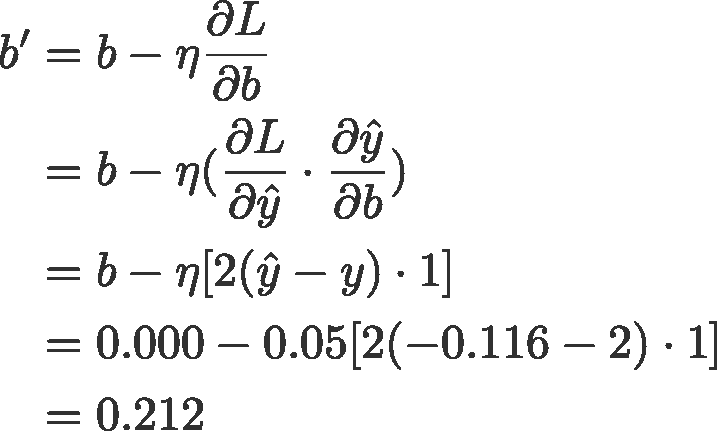 b′ = b − η ∂L/∂b
= b − η(∂L/∂ŷ · ∂ŷ/∂b)
= b − η[2(ŷ − y) · 1]
= 0.000 − 0.05[2(−0.116 − 2) · 1]
= 0.212